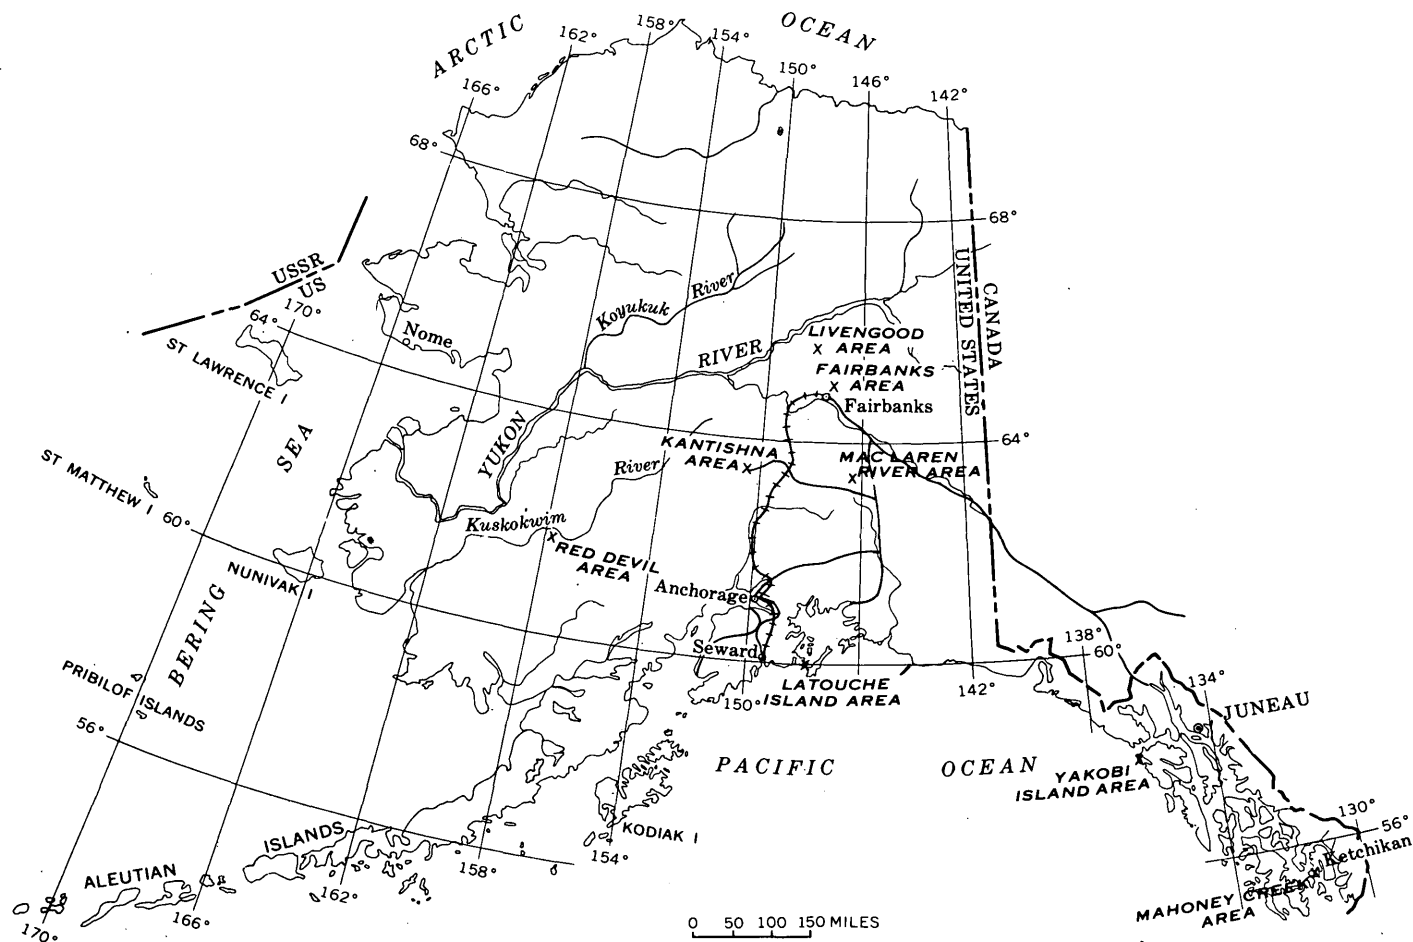 ARCTIC
OCEAN
158°
154°
162°
150°
146°
142°
166°
68°
68°
USSR
US
170°
64°
ST LAWRENCE I
Nome
Koyukuk River
UNITED STATES
CANADA
LIVENGOOD
AREA
FAIRBANKS
AREA
Fairbanks
YUKON RIVER
64°
KANTISHNA
AREA
MAC LAREN
RIVER AREA
SEA
ST MATTHEW I
60°
Kuskokwim River
RED DEVIL
AREA
NUNIVAK I
Anchorage
BERING
Seward
138°
60°
LATOUCHE
ISLAND AREA
150°
142°
134°
PRIBILOF ISLANDS
56°
JUNEAU
PACIFIC OCEAN
YAKOBI
ISLAND AREA
130°
56°
KODIAK I
Ketchikan
154°
ALEUTIAN ISLANDS
158°
162°
166°
170°
MAHONEY CREEK
AREA
0 50 100 150 MILES